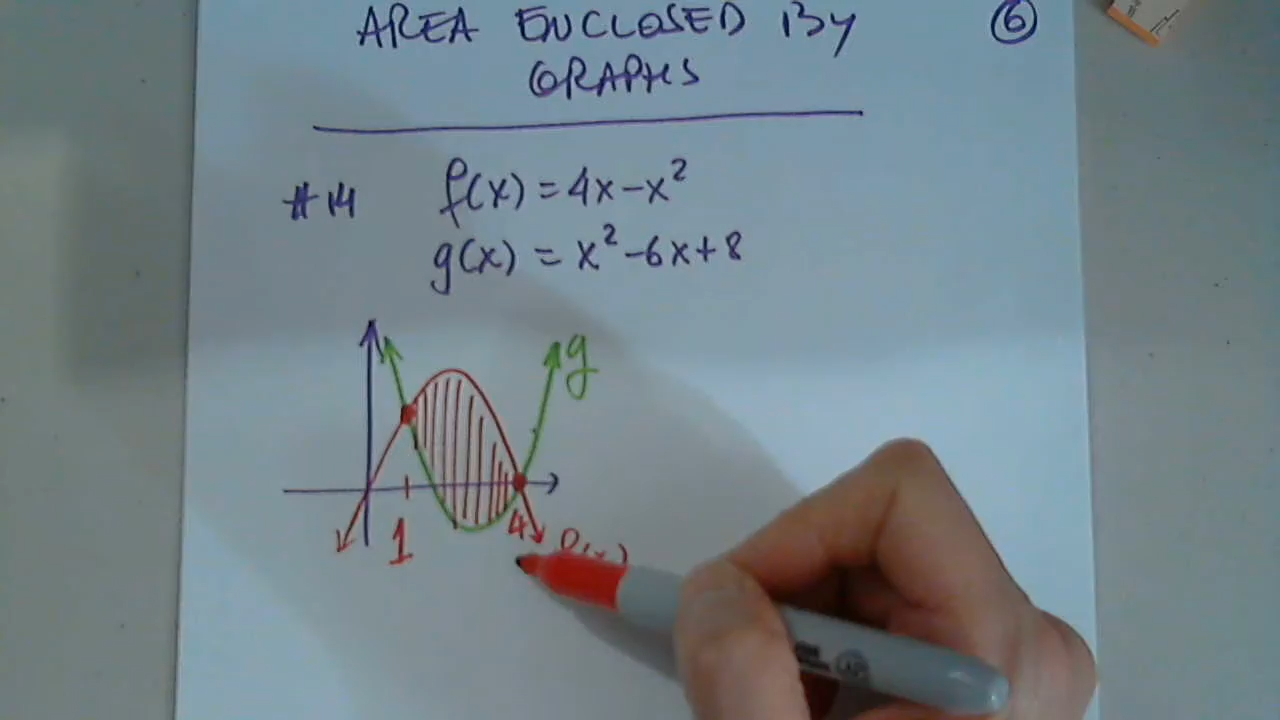 AREA ENCLOSED By
GRAPHS
6
#14
f(x) = 4x-x²
g(x) = x²-6x+8
g
1
4